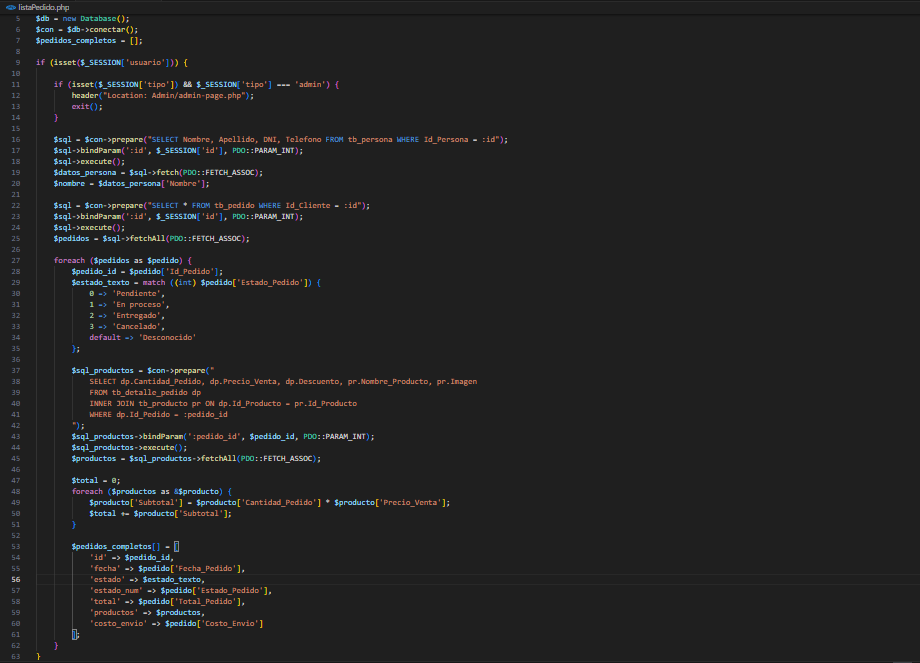 listaPedido.php
5 $db = new Database();
6 $con = $db->conectar();
7 $pedidos_completos = [];
8
9 if (isset($_SESSION['usuario'])) {
10
11 if (isset($_SESSION['tipo']) && $_SESSION['tipo'] === 'admin') {
12 header("Location: Admin/admin-page.php");
13 exit();
14 }
15
16 $sql = $con->prepare("SELECT Nombre, Apellido, DNI, Telefono FROM tb_persona WHERE Id_Persona = :id");
17 $sql->bindParam(':id', $_SESSION['id'], PDO::PARAM_INT);
18 $sql->execute();
19 $datos_persona = $sql->fetch(PDO::FETCH_ASSOC);
20 $nombre = $datos_persona['Nombre'];
21
22 $sql = $con->prepare("SELECT * FROM tb_pedido WHERE Id_Cliente = :id");
23 $sql->bindParam(':id', $_SESSION['id'], PDO::PARAM_INT);
24 $sql->execute();
25 $pedidos = $sql->fetchAll(PDO::FETCH_ASSOC);
26
27 foreach ($pedidos as $pedido) {
28 $pedido_id = $pedido['Id_Pedido'];
29 $estado_texto = match ((int) $pedido['Estado_Pedido']) {
30 0 => 'Pendiente',
31 1 => 'En proceso',
32 2 => 'Entregado',
33 3 => 'Cancelado',
34 default => 'Desconocido'
35 };
36
37 $sql_productos = $con->prepare("
38 SELECT dp.Cantidad_Pedido, dp.Precio_Venta, dp.Descuento, pr.Nombre_Producto, pr.Imagen
39 FROM tb_detalle_pedido dp
40 INNER JOIN tb_producto pr ON dp.Id_Producto = pr.Id_Producto
41 WHERE dp.Id_Pedido = :pedido_id
42 ");
43 $sql_productos->bindParam(':pedido_id', $pedido_id, PDO::PARAM_INT);
44 $sql_productos->execute();
45 $productos = $sql_productos->fetchAll(PDO::FETCH_ASSOC);
46
47 $total = 0;
48 foreach ($productos as &$producto) {
49 $producto['Subtotal'] = $producto['Cantidad_Pedido'] * $producto['Precio_Venta'];
50 $total += $producto['Subtotal'];
51 }
52
53 $pedidos_completos[] = [
54 'id' => $pedido_id,
55 'fecha' => $pedido['Fecha_Pedido'],
56 'estado' => $estado_texto,
57 'estado_num' => $pedido['Estado_Pedido'],
58 'total' => $pedido['Total_Pedido'],
59 'productos' => $productos,
60 'costo_envio' => $pedido['Costo_Envio']
61 ];
62 }
63 }